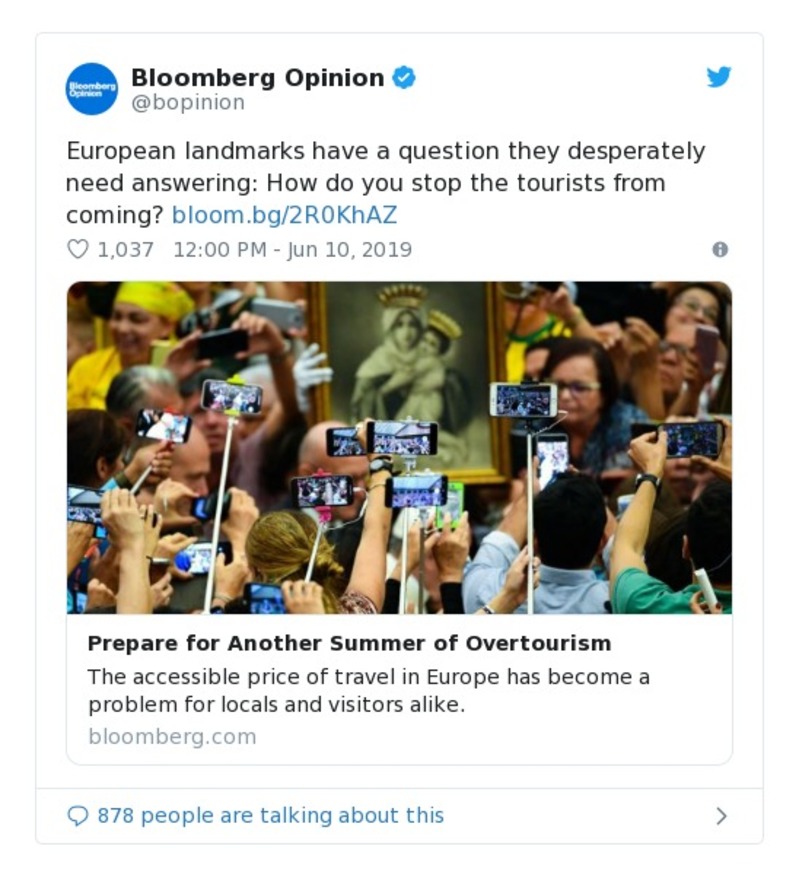 Bloomberg Opinion
Bloomberg
Opinion
@bopinion
European landmarks have a question they desperately
need answering: How do you stop the tourists from
coming? bloom.bg/2R0KhAZ
1,037 12:00 PM - Jun 10, 2019
Prepare for Another Summer of Overtourism
The accessible price of travel in Europe has become a
problem for locals and visitors alike.
bloomberg.com
878 people are talking about this